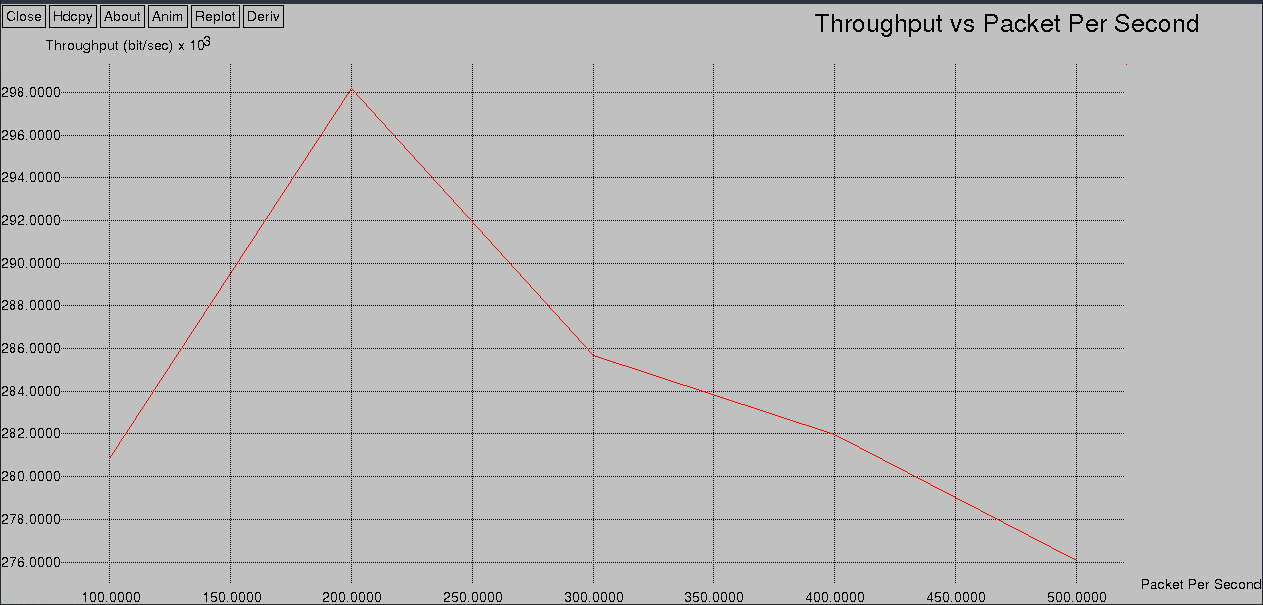 Close Hdcpy About Anim Replot Deriv
Throughput vs Packet Per Second
Throughput (bit/sec) x 10³
298.0000
296.0000
294.0000
292.0000
290.0000
288.0000
286.0000
284.0000
282.0000
280.0000
278.0000
276.0000
Packet Per Second
100.0000 150.0000 200.0000 250.0000 300.0000 350.0000 400.0000 450.0000 500.0000